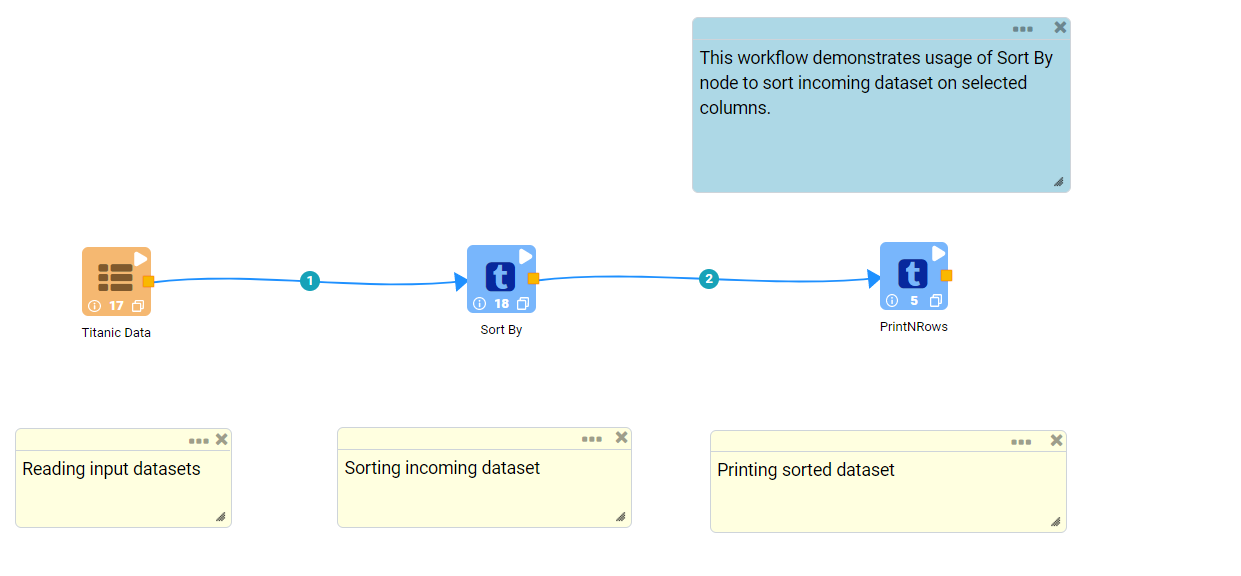 This workflow demonstrates usage of Sort By
node to sort incoming dataset on selected
columns.
1
2
t
t
17
18
5
Titanic Data
Sort By
PrintNRows
Reading input datasets
Sorting incoming dataset
Printing sorted dataset